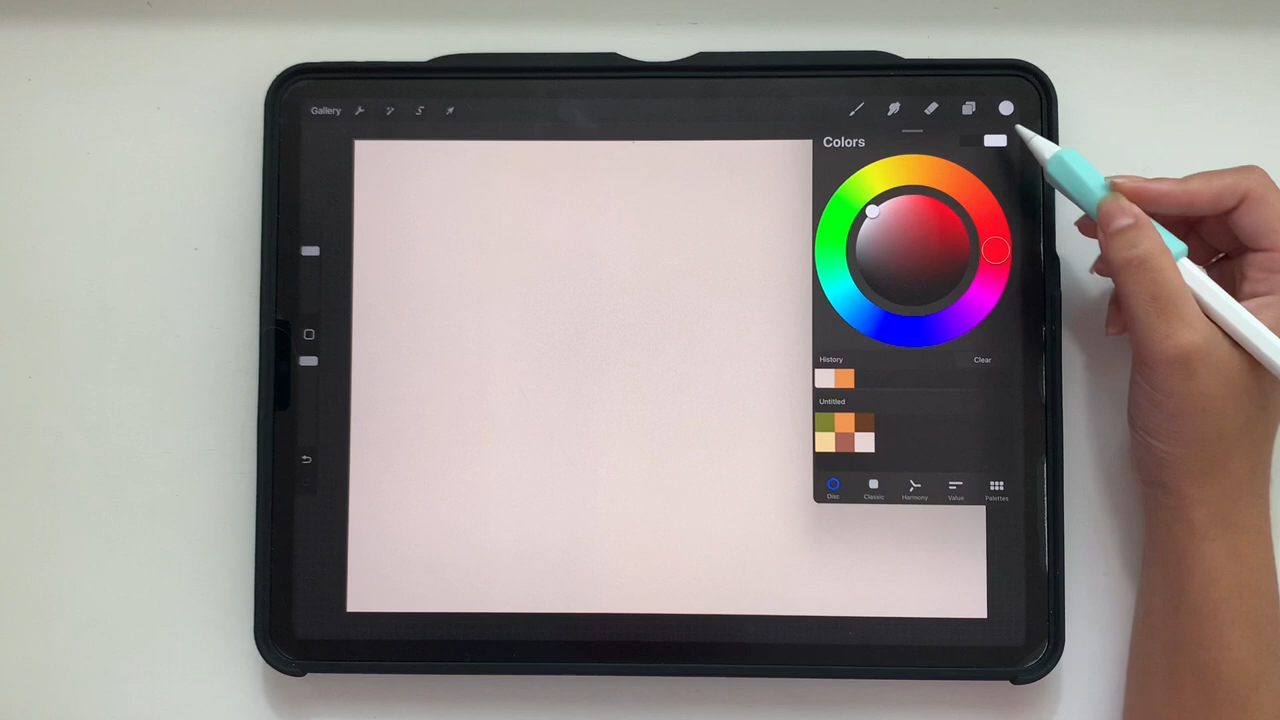 Gallery
Colors
History
Clear
Untitled
Disc
Classic
Harmony
Value
Palettes